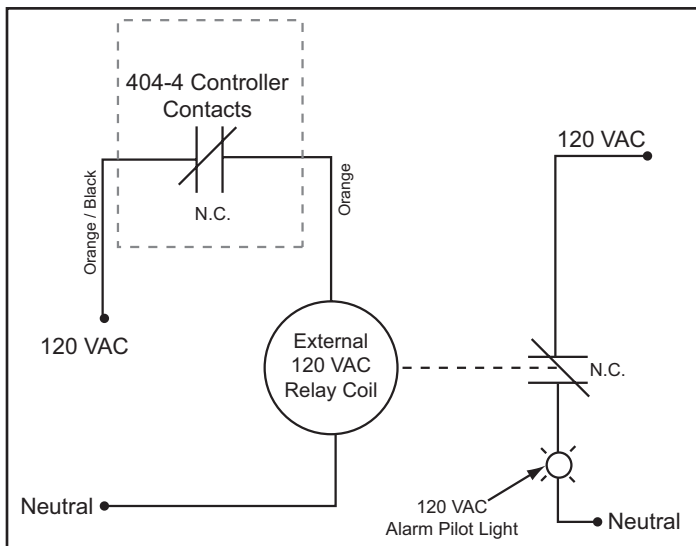 404-4 Controller
Contacts
Orange / Black
N.C.
Orange
120 VAC
External
120 VAC
Relay Coil
Neutral
120 VAC
N.C.
120 VAC
Alarm Pilot Light
Neutral